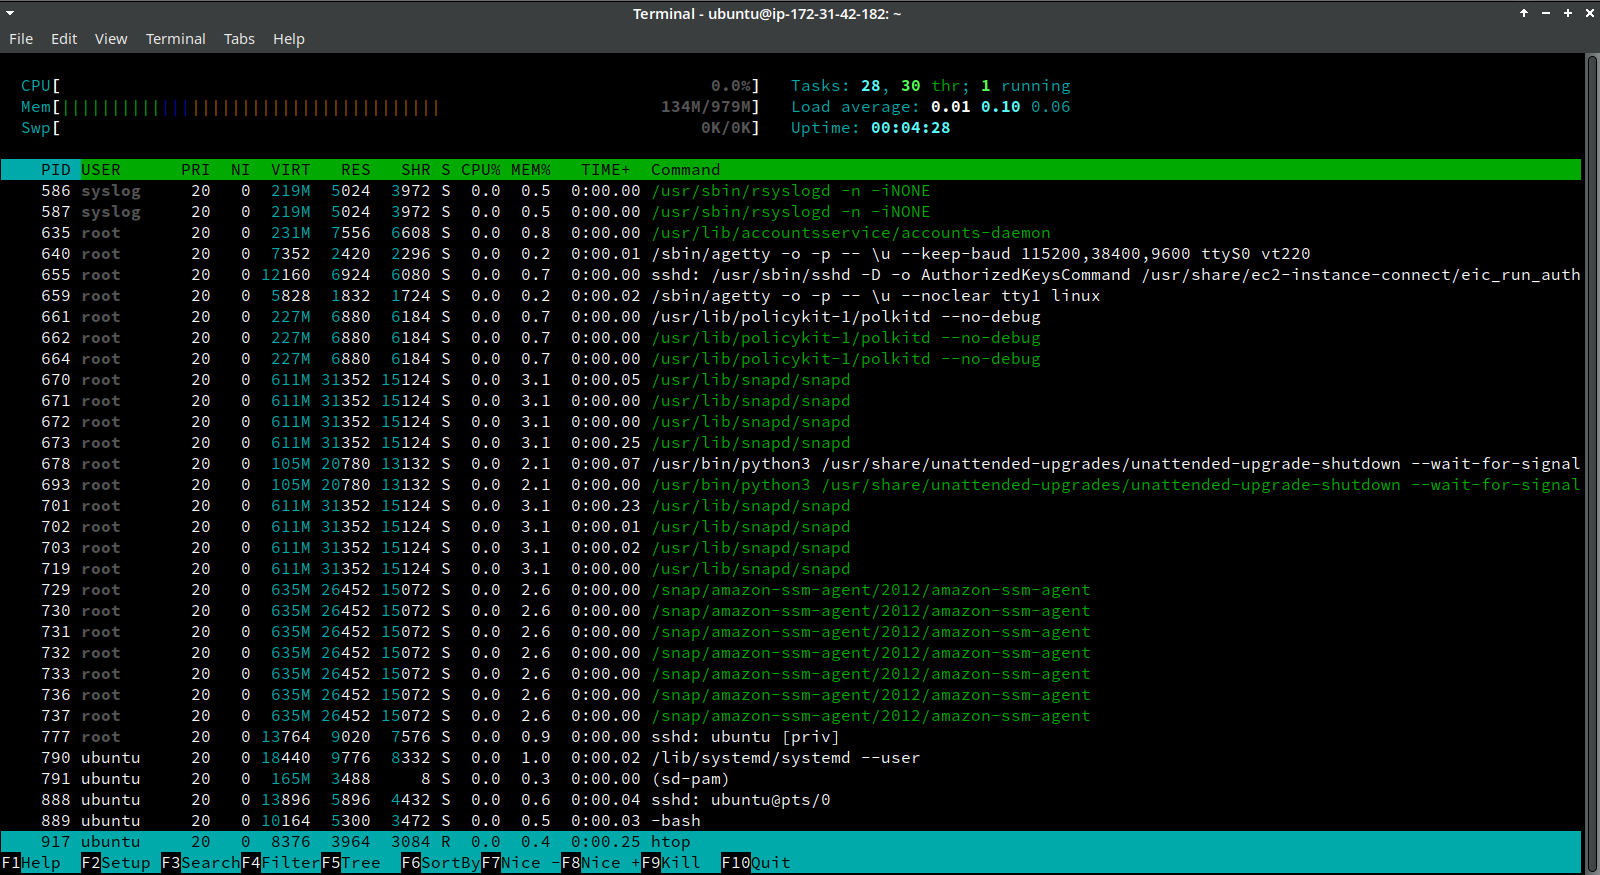 Terminal - ubuntu@ip-172-31-42-182: ~
File Edit View Terminal Tabs Help
CPU[ 0.0%] Tasks: 28, 30 thr; 1 running
Mem[||||||||||||||||||||||||||||||||||||||134M/979M] Load average: 0.01 0.10 0.06
Swp[ 0K/0K] Uptime: 00:04:28
PID USER PRI NI VIRT RES SHR S CPU% MEM% TIME+ Command
586 syslog 20 0 219M 5024 3972 S 0.0 0.5 0:00.00 /usr/sbin/rsyslogd -n -iNONE
587 syslog 20 0 219M 5024 3972 S 0.0 0.5 0:00.00 /usr/sbin/rsyslogd -n -iNONE
635 root 20 0 231M 7556 6608 S 0.0 0.8 0:00.00 /usr/lib/accountsservice/accounts-daemon
640 root 20 0 7352 2420 2296 S 0.0 0.2 0:00.01 /sbin/agetty -o -p -- \u --keep-baud 115200,38400,9600 ttyS0 vt220
655 root 20 0 12160 6924 6080 S 0.0 0.7 0:00.00 sshd: /usr/sbin/sshd -D -o AuthorizedKeysCommand /usr/share/ec2-instance-connect/eic_run_auth
659 root 20 0 5828 1832 1724 S 0.0 0.2 0:00.02 /sbin/agetty -o -p -- \u --noclear tty1 linux
661 root 20 0 227M 6880 6184 S 0.0 0.7 0:00.00 /usr/lib/policykit-1/polkitd --no-debug
662 root 20 0 227M 6880 6184 S 0.0 0.7 0:00.00 /usr/lib/policykit-1/polkitd --no-debug
664 root 20 0 227M 6880 6184 S 0.0 0.7 0:00.00 /usr/lib/policykit-1/polkitd --no-debug
670 root 20 0 611M 31352 15124 S 0.0 3.1 0:00.05 /usr/lib/snapd/snapd
671 root 20 0 611M 31352 15124 S 0.0 3.1 0:00.00 /usr/lib/snapd/snapd
672 root 20 0 611M 31352 15124 S 0.0 3.1 0:00.00 /usr/lib/snapd/snapd
673 root 20 0 611M 31352 15124 S 0.0 3.1 0:00.25 /usr/lib/snapd/snapd
678 root 20 0 105M 20780 13132 S 0.0 2.1 0:00.07 /usr/bin/python3 /usr/share/unattended-upgrades/unattended-upgrade-shutdown --wait-for-signal
693 root 20 0 105M 20780 13132 S 0.0 2.1 0:00.00 /usr/bin/python3 /usr/share/unattended-upgrades/unattended-upgrade-shutdown --wait-for-signal
701 root 20 0 611M 31352 15124 S 0.0 3.1 0:00.23 /usr/lib/snapd/snapd
702 root 20 0 611M 31352 15124 S 0.0 3.1 0:00.01 /usr/lib/snapd/snapd
703 root 20 0 611M 31352 15124 S 0.0 3.1 0:00.02 /usr/lib/snapd/snapd
719 root 20 0 611M 31352 15124 S 0.0 3.1 0:00.00 /usr/lib/snapd/snapd
729 root 20 0 635M 26452 15072 S 0.0 2.6 0:00.00 /snap/amazon-ssm-agent/2012/amazon-ssm-agent
730 root 20 0 635M 26452 15072 S 0.0 2.6 0:00.00 /snap/amazon-ssm-agent/2012/amazon-ssm-agent
731 root 20 0 635M 26452 15072 S 0.0 2.6 0:00.00 /snap/amazon-ssm-agent/2012/amazon-ssm-agent
732 root 20 0 635M 26452 15072 S 0.0 2.6 0:00.00 /snap/amazon-ssm-agent/2012/amazon-ssm-agent
733 root 20 0 635M 26452 15072 S 0.0 2.6 0:00.00 /snap/amazon-ssm-agent/2012/amazon-ssm-agent
736 root 20 0 635M 26452 15072 S 0.0 2.6 0:00.00 /snap/amazon-ssm-agent/2012/amazon-ssm-agent
737 root 20 0 635M 26452 15072 S 0.0 2.6 0:00.00 /snap/amazon-ssm-agent/2012/amazon-ssm-agent
777 root 20 0 13764 9020 7576 S 0.0 0.9 0:00.00 sshd: ubuntu [priv]
790 ubuntu 20 0 18440 9776 8332 S 0.0 1.0 0:00.02 /lib/systemd/systemd --user
791 ubuntu 20 0 165M 3488 8 S 0.0 0.3 0:00.00 (sd-pam)
888 ubuntu 20 0 13896 5896 4432 S 0.0 0.6 0:00.04 sshd: ubuntu@pts/0
889 ubuntu 20 0 10164 5300 3472 S 0.0 0.5 0:00.03 -bash
917 ubuntu 20 0 8376 3964 3084 R 0.0 0.4 0:00.25 htop
F1Help F2Setup F3SearchF4FilterF5Tree F6SortByF7Nice -F8Nice +F9Kill F10Quit